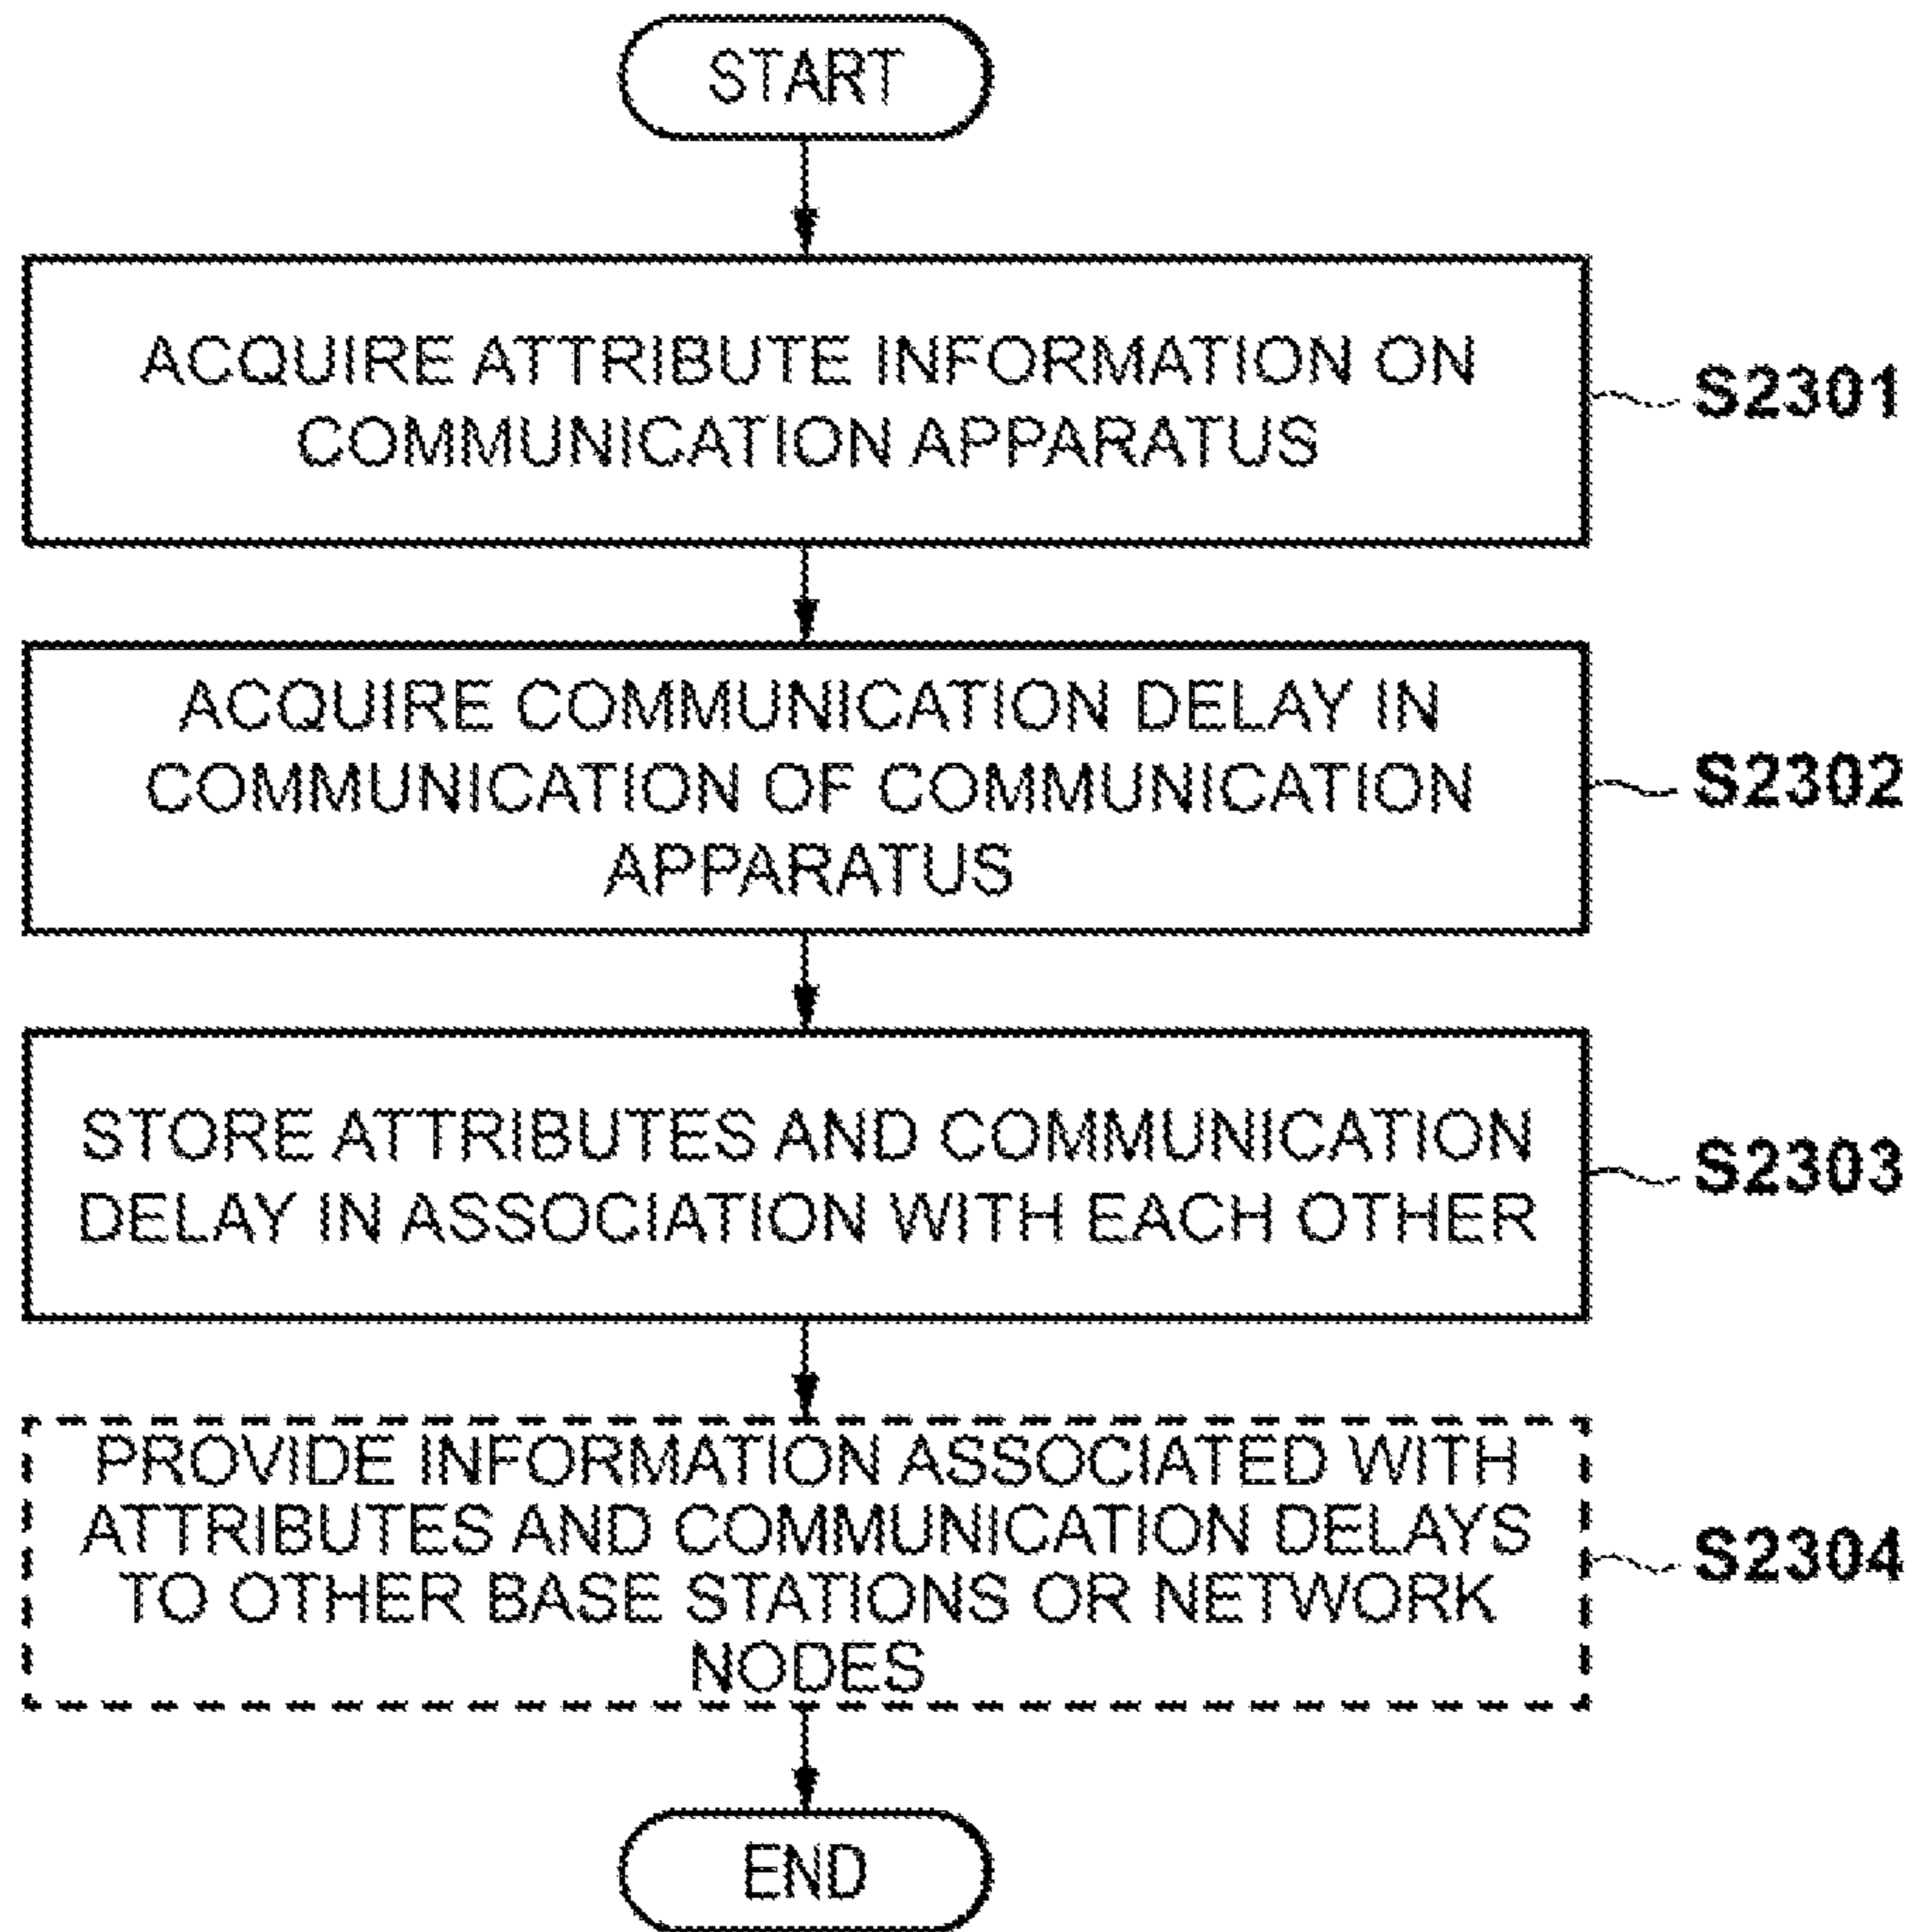 START
ACQUIRE ATTRIBUTE INFORMATION ON
COMMUNICATION APPARATUS
S2301
ACQUIRE COMMUNICATION DELAY IN
COMMUNICATION OF COMMUNICATION
APPARATUS
S2302
STORE ATTRIBUTES AND COMMUNICATION
DELAY IN ASSOCIATION WITH EACH OTHER
S2303
PROVIDE INFORMATION ASSOCIATED WITH
ATTRIBUTES AND COMMUNICATION DELAYS
TO OTHER BASE STATIONS OR NETWORK
NODES
S2304
END